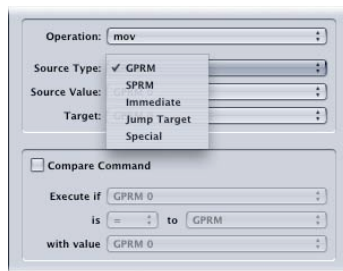 Operation: mov
Source Type: ✓ GPRM
SPRM
Source Value:
Immediate
Target: Jump Target
Special
Compare Command
Execute if GPRM 0
is = to GPRM
with value GPRM 0